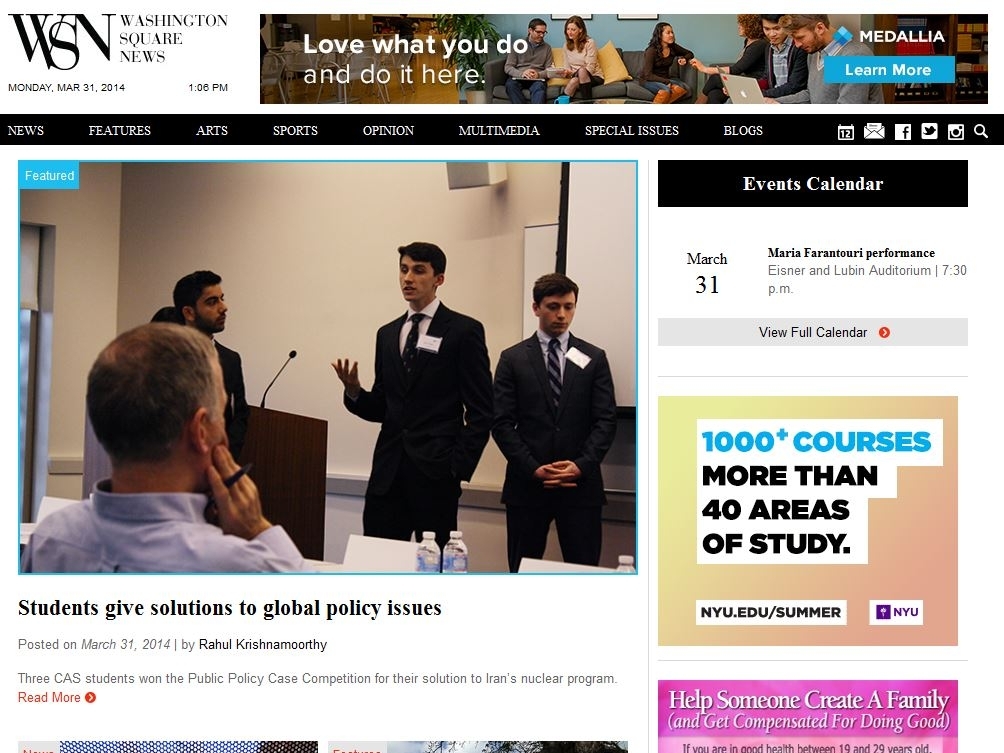 WSN
WASHINGTON
SQUARE
NEWS
MONDAY, MAR 31, 2014
1:06 PM
Love what you do
and do it here.
MEDALLIA
Learn More
NEWS
FEATURES
ARTS
SPORTS
OPINION
MULTIMEDIA
SPECIAL ISSUES
BLOGS
12
Featured
Students give solutions to global policy issues
Posted on March 31, 2014 | by Rahul Krishnamoorthy
Three CAS students won the Public Policy Case Competition for their solution to Iran's nuclear program.
Read More
News
Features
Events Calendar
March
31
Maria Farantouri performance
Eisner and Lubin Auditorium | 7:30
p.m.
View Full Calendar
1000+ COURSES
MORE THAN
40 AREAS
OF STUDY.
NYU.EDU/SUMMER
NYU
Help Someone Create A Family
(and Get Compensated For Doing Good)
If you are in good health between 19 and 29 years old,